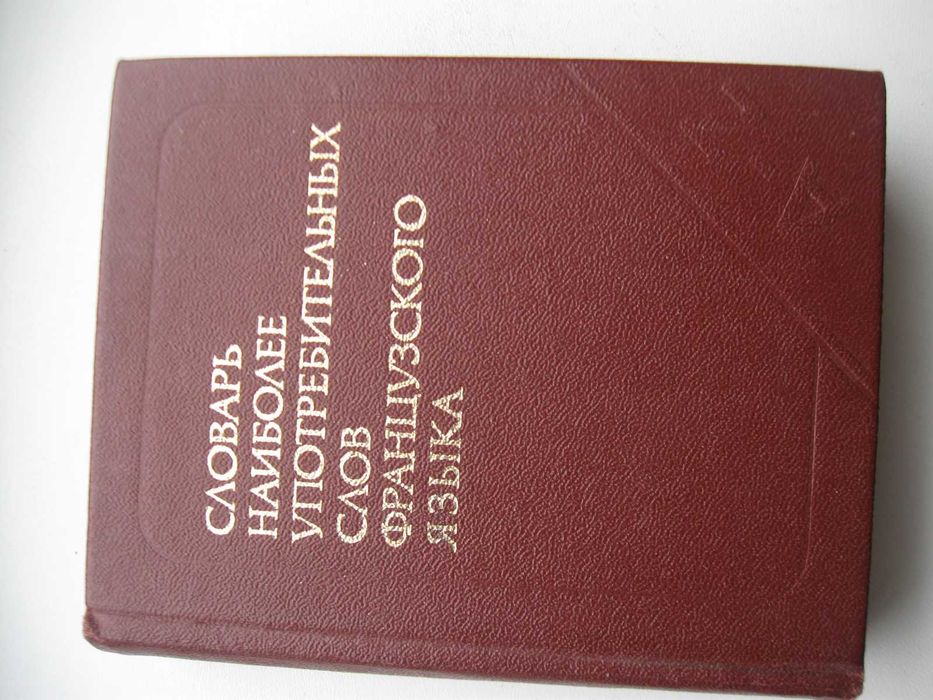 СЛОВАРЬ
НАИБОЛЕЕ
УПОТРЕБИТЕЛЬНЫХ
СЛОВ
ФРАНЦУЗСКОГО
ЯЗЫКА